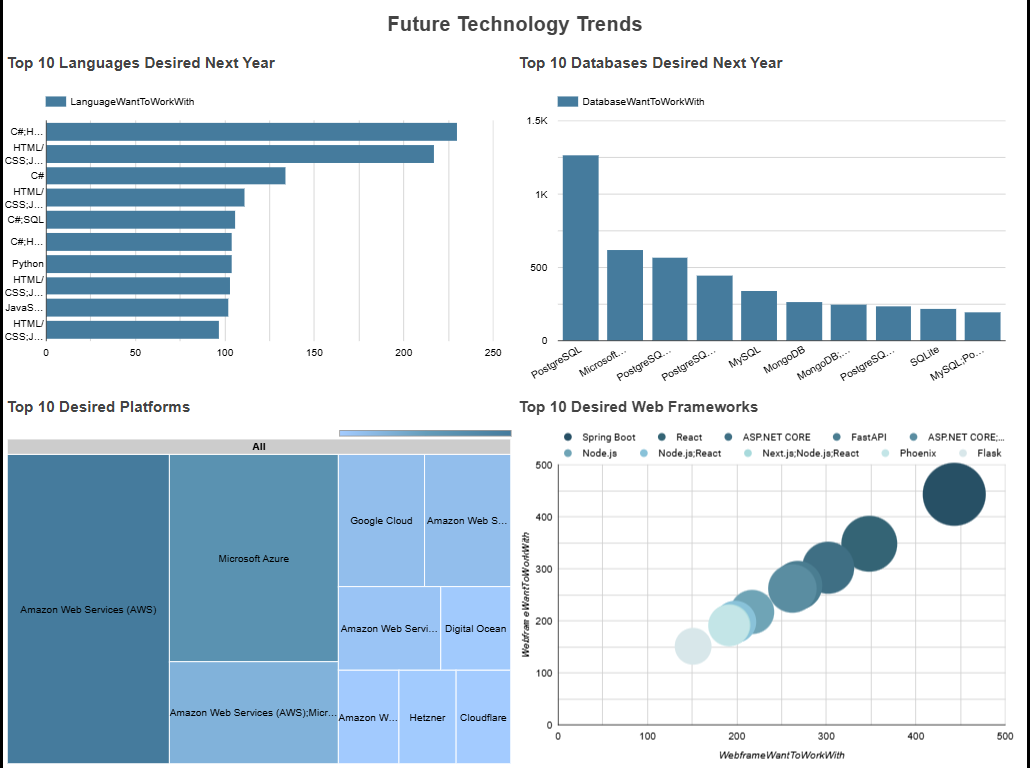 Future Technology Trends
Top 10 Languages Desired Next Year
LanguageWantToWorkWith
C#;H...
HTML/
CSS;J...
C#
HTML/
CSS;J...
C#;SQL
C#;H...
Python
HTML/
CSS;J...
JavaS...
HTML/
CSS;J...
0 50 100 150 200 250
Top 10 Databases Desired Next Year
DatabaseWantToWorkWith
1.5K
1K
500
0
PostgreSQL Microsoft... PostgreSQ... PostgreSQ... MySQL MongoDB MongoDB;... PostgreSQ... SQLite MySQL;Po...
Top 10 Desired Platforms
All
Amazon Web Services (AWS)
Microsoft Azure
Amazon Web Services (AWS);Micr...
Google Cloud
Amazon Web S...
Amazon Web Servi...
Digital Ocean
Amazon W...
Hetzner
Cloudflare
Top 10 Desired Web Frameworks
Spring Boot React ASP.NET CORE FastAPI ASP.NET CORE;...
Node.js Node.js;React Next.js;Node.js;React Phoenix Flask
WebframeWantToWorkWith
500
400
300
200
100
0
0 100 200 300 400 500
WebframeWantToWorkWith